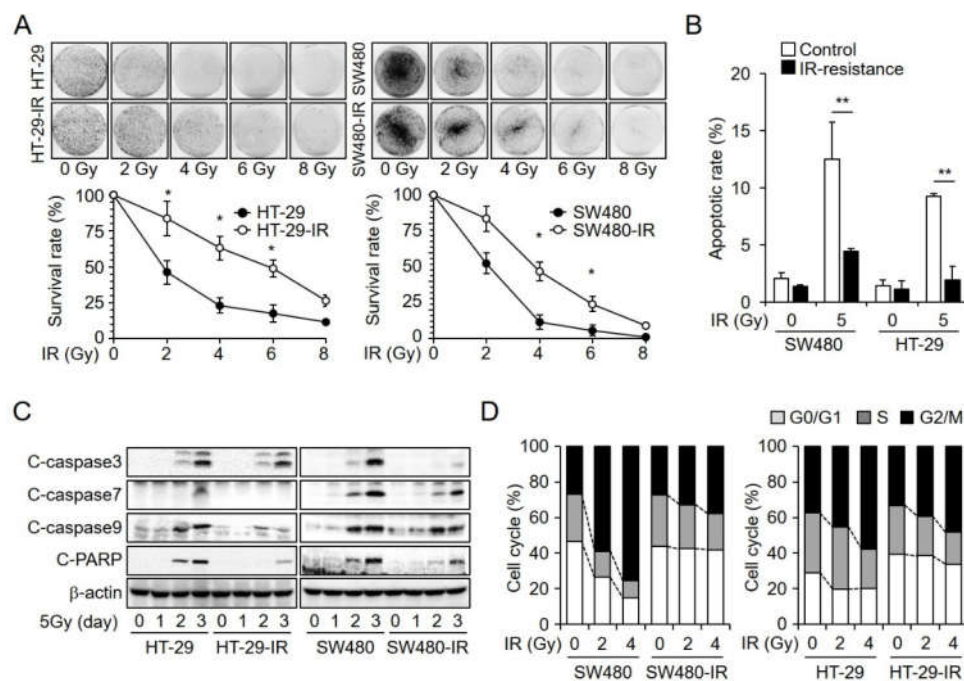 A
HT-29
HT-29-IR
0 Gy 2 Gy 4 Gy 6 Gy 8 Gy
SW480
SW480-IR
0 Gy 2 Gy 4 Gy 6 Gy 8 Gy
Survival rate (%)
100
75
50
25
0
* * *
HT-29
HT-29-IR
0 2 4 6 8
IR (Gy)
Survival rate (%)
100
75
50
25
0
* *
SW480
SW480-IR
0 2 4 6 8
IR (Gy)
B
Control
IR-resistance
Apoptotic rate (%)
20
15
10
5
0
** **
IR (Gy) 0 5 0 5
SW480 HT-29
C
C-caspase3
C-caspase7
C-caspase9
C-PARP
β-actin
5Gy (day) 0 1 2 3 0 1 2 3 0 1 2 3 0 1 2 3
HT-29 HT-29-IR SW480 SW480-IR
D
G0/G1 S G2/M
Cell cycle (%)
100
80
60
40
20
0
IR (Gy) 0 2 4 0 2 4
SW480 SW480-IR
Cell cycle (%)
100
80
60
40
20
0
IR (Gy) 0 2 4 0 2 4
HT-29 HT-29-IR